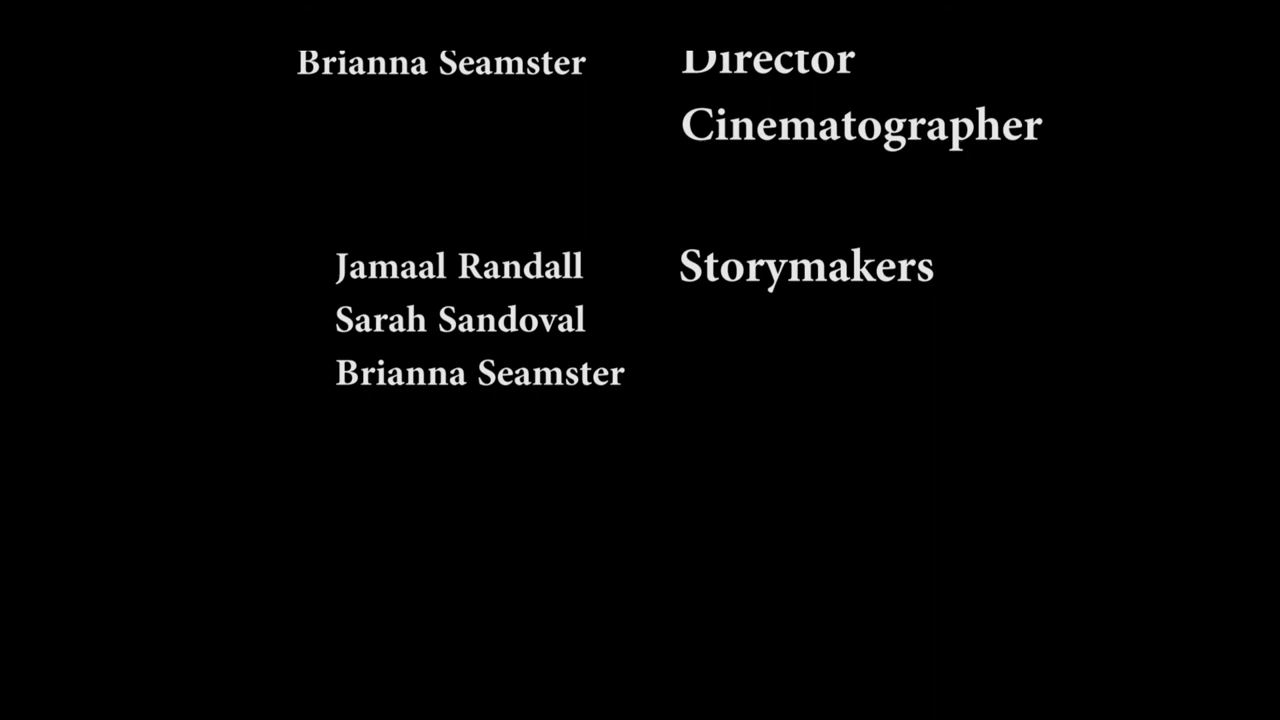 Brianna Seamster Director
Cinematographer
Jamaal Randall Storymakers
Sarah Sandoval
Brianna Seamster